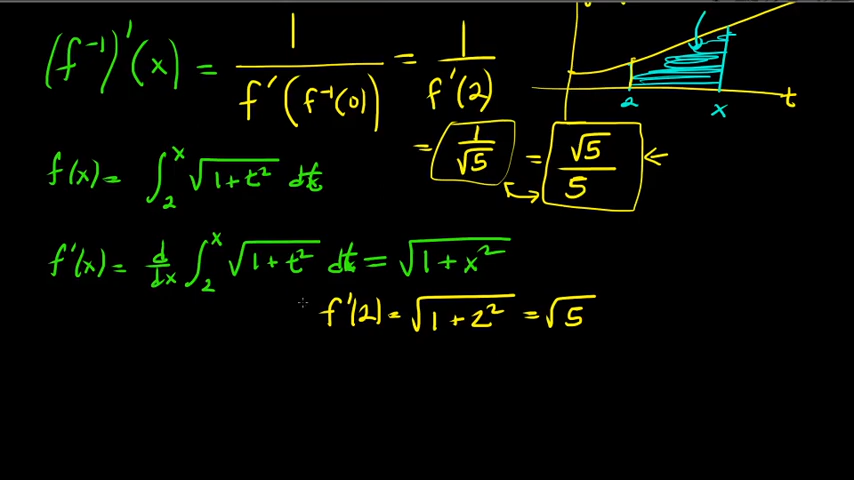 (f⁻¹)'(x) = 1 / f'(f⁻¹(0)) = 1 / f'(2)
= 1/√5 = √5/5
2 x t
f(x) = ∫₂ˣ √(1+t²) dt
f'(x) = d/dx ∫₂ˣ √(1+t²) dt = √(1+x²)
f'(2) = √(1+2²) = √5